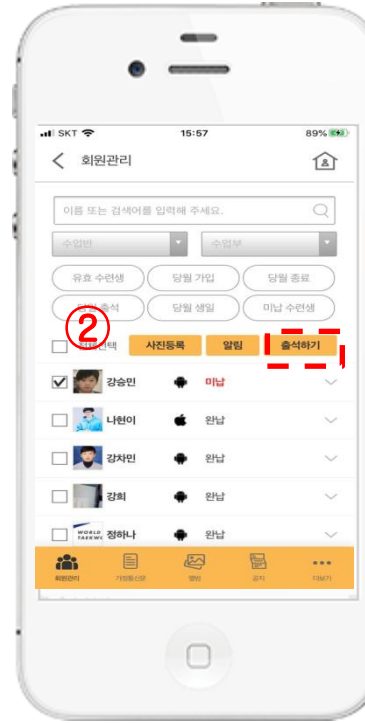 SKT 15:57 89%
회원관리
이름 또는 검색어를 입력해 주세요.
수업반 수업부
유효 수련생 당월 가입 당월 종료
당월 출석 당월 생일 미납 수련생
②
전체선택 사진등록 알림 출석하기
강승민 미납
나현이 완납
강차민 완납
강희 완납
WORLD TAEKWO 정하나 완납
회원관리 가정통신문 앨범 공지 더보기